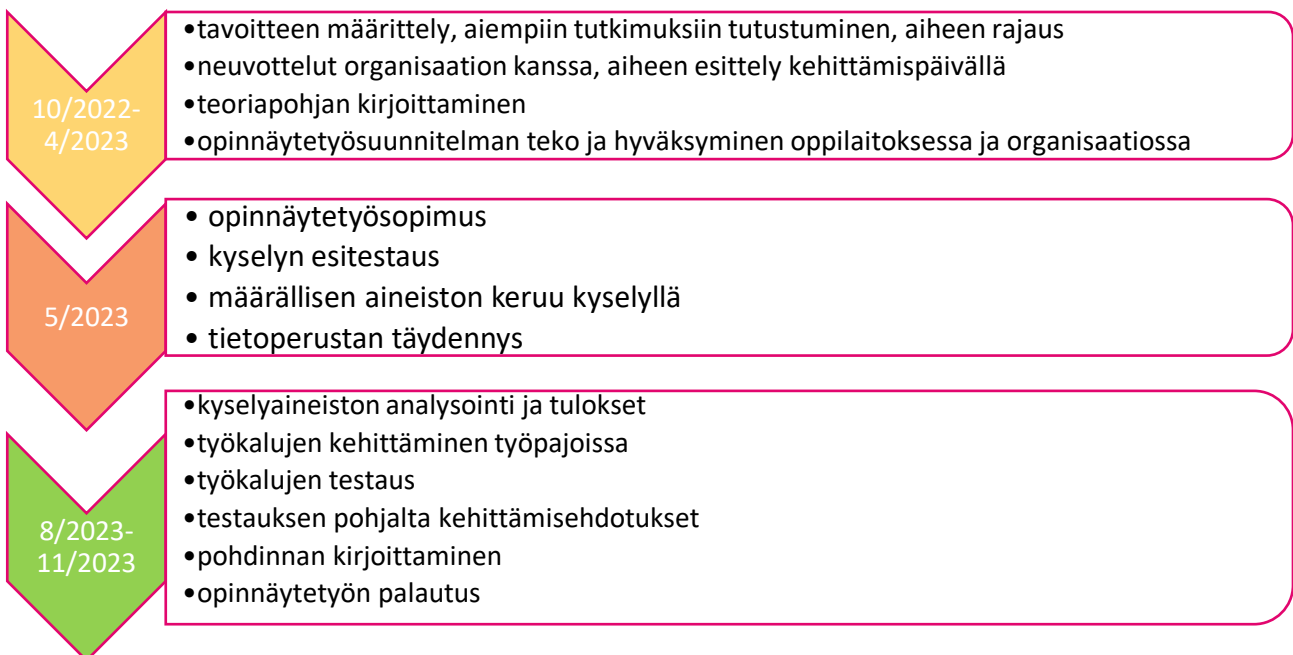 10/2022-
4/2023
•tavoitteen määrittely, aiempiin tutkimuksiin tutustuminen, aiheen rajaus
•neuvottelut organisaation kanssa, aiheen esittely kehittämispäivällä
•teoriapohjan kirjoittaminen
•opinnäytetyösuunnitelman teko ja hyväksyminen oppilaitoksessa ja organisaatiossa
5/2023
• opinnäytetyösopimus
• kyselyn esitestaus
• määrällisen aineiston keruu kyselyllä
• tietoperustan täydennys
8/2023-
11/2023
•kyselyaineiston analysointi ja tulokset
•työkalujen kehittäminen työpajoissa
•työkalujen testaus
•testauksen pohjalta kehittämisehdotukset
•pohdinnan kirjoittaminen
•opinnäytetyön palautus